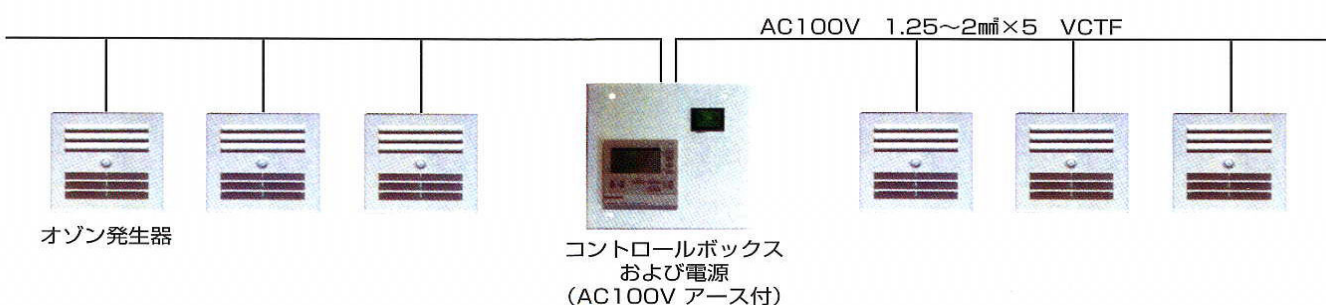 AC100V 1.25～2㎟×5 VCTF
オゾン発生器
コントロールボックス
および電源
（AC100V アース付）